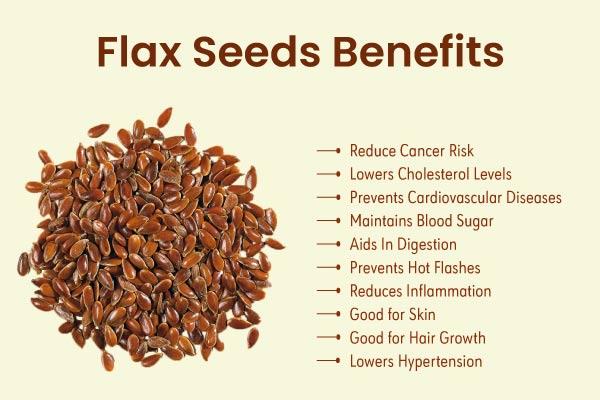 Flax Seeds Benefits
Reduce Cancer Risk
Lowers Cholesterol Levels
Prevents Cardiovascular Diseases
Maintains Blood Sugar
Aids In Digestion
Prevents Hot Flashes
Reduces Inflammation
Good for Skin
Good for Hair Growth
Lowers Hypertension